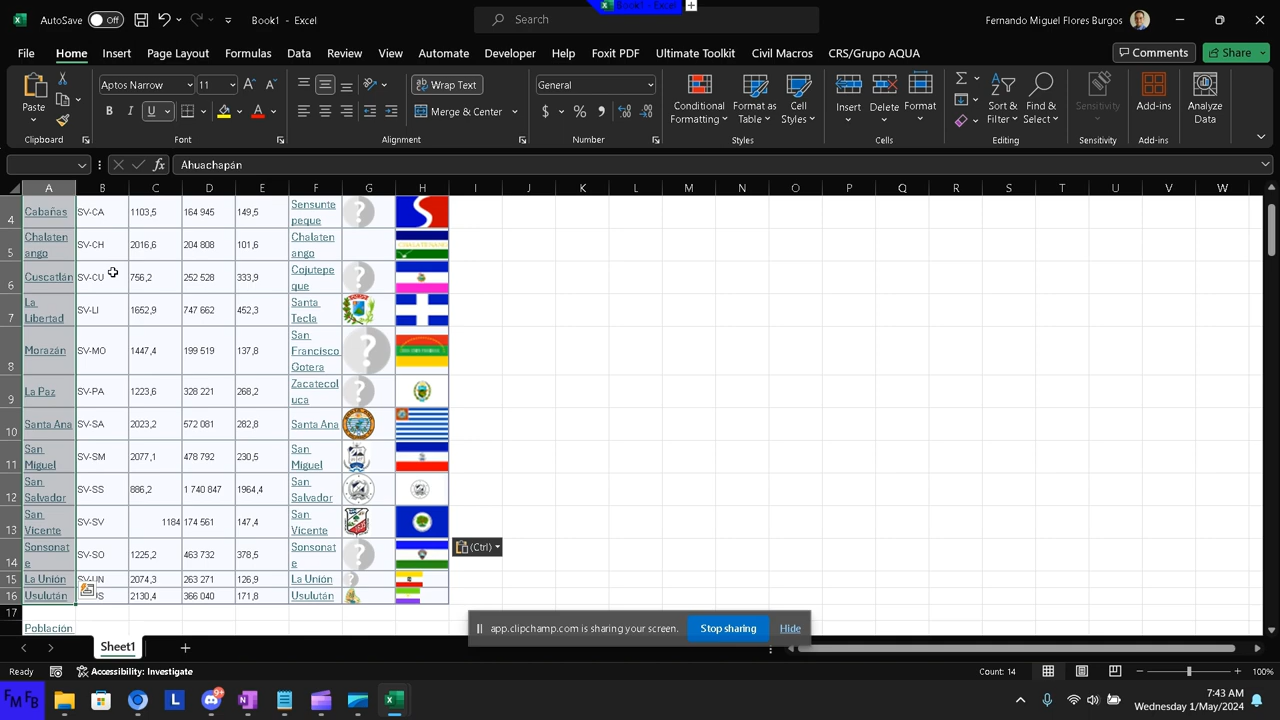 Book1 - Excel
AutoSave Off Book1 - Excel Search Fernando Miguel Flores Burgos
File Home Insert Page Layout Formulas Data Review View Automate Developer Help Foxit PDF Ultimate Toolkit Civil Macros CRS/Grupo AQUA Comments Share
Paste Aptos Narrow 11 Wrap Text General Conditional Formatting Format as Table Cell Styles Insert Delete Format Sort & Filter Find & Select Sensitivity Add-ins Analyze Data
B I U Merge & Center $ %
Clipboard Font Alignment Number Styles Cells Editing Sensitivity Add-ins
fx Ahuachapán
A B C D E F G H I J K L M N O P Q R S T U V W
4 Cabañas SV-CA 1103,5 164 945 149,5 Sensuntepeque
5 Chalatenango SV-CH 2016,6 204 808 101,6 Chalatenango
6 Cuscatlán SV-CU 756,2 252 528 333,9 Cojutepeque
7 La Libertad SV-LI 1652,9 747 662 452,3 Santa Tecla
8 Morazán SV-MO 1447,4 199 519 137,8 San Francisco Gotera
9 La Paz SV-PA 1223,6 328 221 268,2 Zacatecoluca
10 Santa Ana SV-SA 2023,2 572 081 282,8 Santa Ana
11 San Miguel SV-SM 2077,1 478 792 230,5 San Miguel
12 San Salvador SV-SS 886,2 1 740 847 1964,4 San Salvador
13 San Vicente SV-SV 1184 174 561 147,4 San Vicente
14 Sonsonate SV-SO 1225,2 463 732 378,5 Sonsonate
(Ctrl)
15 La Unión SV-UN 2074,3 263 271 126,9 La Unión
16 Usulután 2130,4 366 040 171,8 Usulután
17
Población
app.clipchamp.com is sharing your screen. Stop sharing Hide
Sheet1
Ready Accessibility: Investigate Count: 14 100%
FM FB 9+ 7:43 AM
Wednesday 1/May/2024